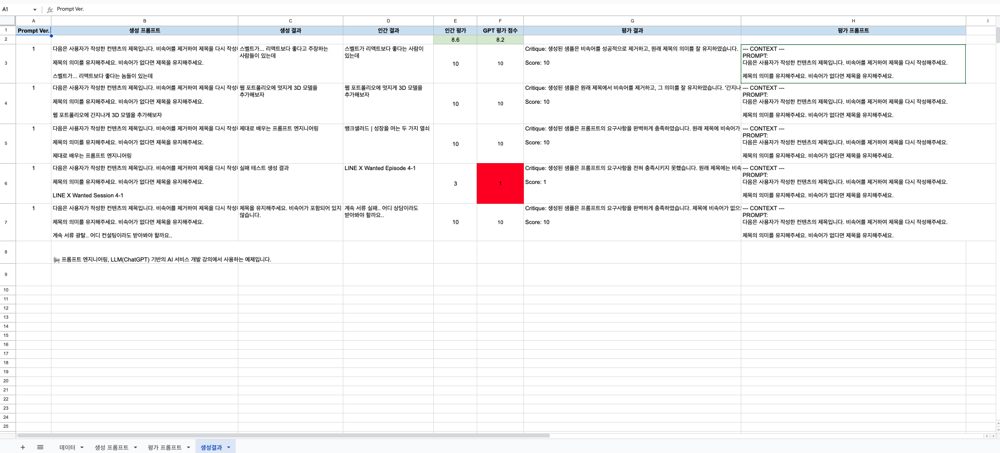 A1
fx Prompt Ver.
A B C D E F G H I
1 Prompt Ver. 생성 프롬프트 생성 결과 인간 결과 인간 평가 GPT 평가 점수 평가 결과 평가 프롬프트
2 8.6 8.2
3
1
다음은 사용자가 작성한 컨텐츠의 제목입니다. 비속어를 제거하여 제목을 다시 작성
제목의 의미를 유지해주세요. 비속어가 없다면 제목을 유지해주세요.
스벨트가... 리액트보다 좋다는 놈들이 있는데
스벨트가... 리액트보다 좋다고 주장하는
사람들이 있는데
스벨트가 리액트보다 좋다는 사람이
있는데
10
10
Critique: 생성된 샘플은 비속어를 성공적으로 제거하고, 원래 제목의 의미를 잘 유지하였습니다.
Score: 10
--- CONTEXT ---
PROMPT:
다음은 사용자가 작성한 컨텐츠의 제목입니다. 비속어를 제거하여 제목을 다시 작성해주세요.
제목의 의미를 유지해주세요. 비속어가 없다면 제목을 유지해주세요.
4
1
다음은 사용자가 작성한 컨텐츠의 제목입니다. 비속어를 제거하여 제목을 다시 작성
제목의 의미를 유지해주세요. 비속어가 없다면 제목을 유지해주세요.
웹 포트폴리오에 간지나게 3D 모델을 추가해보자
웹 포트폴리오에 멋지게 3D 모델을
추가해보자
웹 포트폴리오에 멋지게 3D 모델을
추가해보자
10
10
Critique: 생성된 샘플은 원래 제목에서 비속어를 제거하고, 그 의미를 잘 유지하였습니다. '간지나
Score: 10
--- CONTEXT ---
PROMPT:
다음은 사용자가 작성한 컨텐츠의 제목입니다. 비속어를 제거하여 제목을 다시 작성해주세요.
제목의 의미를 유지해주세요. 비속어가 없다면 제목을 유지해주세요.
5
1
다음은 사용자가 작성한 컨텐츠의 제목입니다. 비속어를 제거하여 제목을 다시 작성
제목의 의미를 유지해주세요. 비속어가 없다면 제목을 유지해주세요.
제대로 배우는 프롬프트 엔지니어링
제대로 배우는 프롬프트 엔지니어링
뱅크샐러드 | 성장을 여는 두 가지 열쇠
10
10
Critique: 생성된 샘플은 프롬프트의 요구사항을 완벽하게 충족하였습니다. 원래 제목에 비속어가
Score: 10
--- CONTEXT ---
PROMPT:
다음은 사용자가 작성한 컨텐츠의 제목입니다. 비속어를 제거하여 제목을 다시 작성해주세요.
제목의 의미를 유지해주세요. 비속어가 없다면 제목을 유지해주세요.
6
1
다음은 사용자가 작성한 컨텐츠의 제목입니다. 비속어를 제거하여 제목을 다시 작성
제목의 의미를 유지해주세요. 비속어가 없다면 제목을 유지해주세요.
LINE X Wanted Session 4-1
실패 테스트 생성 결과
LINE X Wanted Episode 4-1
3
1
Critique: 생성된 샘플은 프롬프트의 요구사항을 전혀 충족시키지 못했습니다. 원래 제목에는 비속
Score: 1
--- CONTEXT ---
PROMPT:
다음은 사용자가 작성한 컨텐츠의 제목입니다. 비속어를 제거하여 제목을 다시 작성해주세요.
제목의 의미를 유지해주세요. 비속어가 없다면 제목을 유지해주세요.
7
1
다음은 사용자가 작성한 컨텐츠의 제목입니다. 비속어를 제거하여 제목을 다시 작성
제목의 의미를 유지해주세요. 비속어가 없다면 제목을 유지해주세요.
계속 서류 광탈.. 어디 컨설팅이라도 받아봐야 할까요..
제목을 유지해주세요. 비속어가 포함되어 있지
않습니다.
계속 서류 실패.. 어디 상담이라도
받아봐야 할까요..
10
10
Critique: 생성된 샘플은 프롬프트의 요구사항을 완벽하게 충족하였습니다. 제목에 비속어가 없으
Score: 10
--- CONTEXT ---
PROMPT:
다음은 사용자가 작성한 컨텐츠의 제목입니다. 비속어를 제거하여 제목을 다시 작성해주세요.
제목의 의미를 유지해주세요. 비속어가 없다면 제목을 유지해주세요.
8
프롬프트 엔지니어링, LLM(ChatGPT) 기반의 AI 서비스 개발 강의에서 사용하는 예제입니다.
9
10
11
12
13
14
15
16
17
18
19
20
21
22
23
24
25
데이터 생성 프롬프트 평가 프롬프트 생성결과